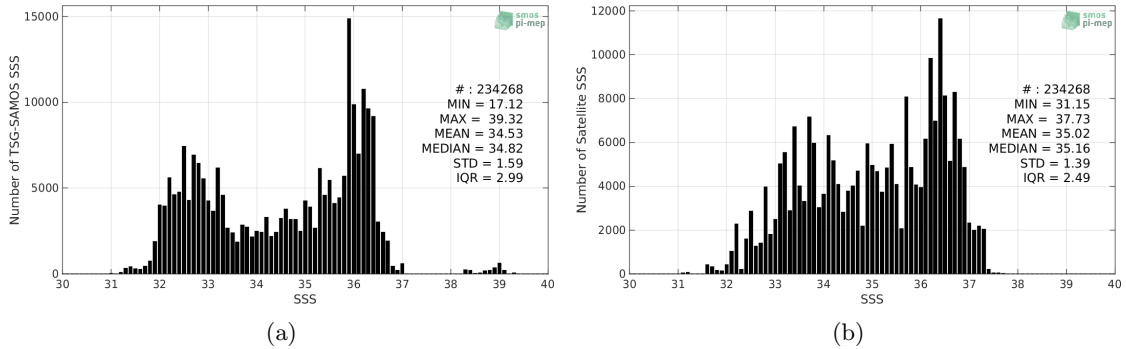 15000
10000
5000
0
Number of TSG-SAMOS SSS
smos
pi-mep
# : 234268
MIN = 17.12
MAX = 39.32
MEAN = 34.53
MEDIAN = 34.82
STD = 1.59
IQR = 2.99
30 31 32 33 34 35 36 37 38 39 40
SSS
(a)
12000
10000
8000
6000
4000
2000
0
Number of Satellite SSS
smos
pi-mep
# : 234268
MIN = 31.15
MAX = 37.73
MEAN = 35.02
MEDIAN = 35.16
STD = 1.39
IQR = 2.49
30 31 32 33 34 35 36 37 38 39 40
SSS
(b)